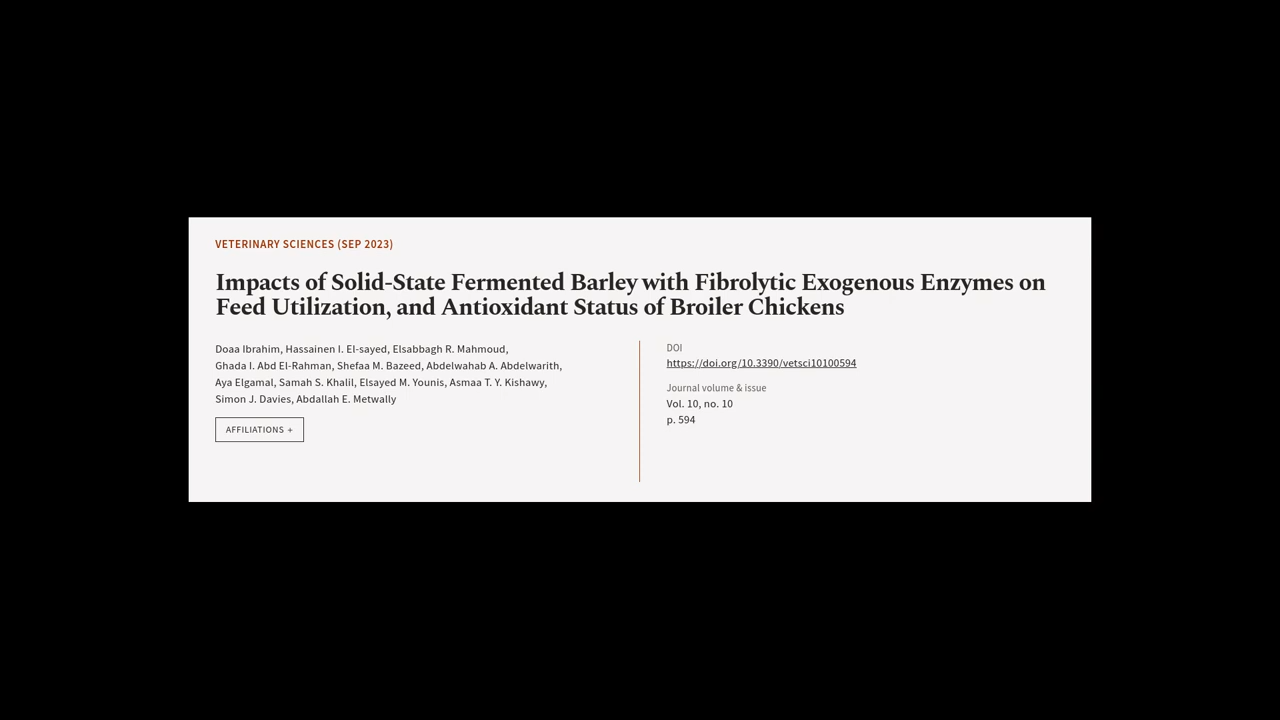 VETERINARY SCIENCES (SEP 2023)
Impacts of Solid-State Fermented Barley with Fibrolytic Exogenous Enzymes on
Feed Utilization, and Antioxidant Status of Broiler Chickens
Doaa Ibrahim, Hassainen I. El-sayed, Elsabbagh R. Mahmoud,
Ghada I. Abd El-Rahman, Shefaa M. Bazeed, Abdelwahab A. Abdelwarith,
Aya Elgamal, Samah S. Khalil, Elsayed M. Younis, Asmaa T. Y. Kishawy,
Simon J. Davies, Abdallah E. Metwally
AFFILIATIONS +
DOI
https://doi.org/10.3390/vetsci10100594
Journal volume & issue
Vol. 10, no. 10
p. 594